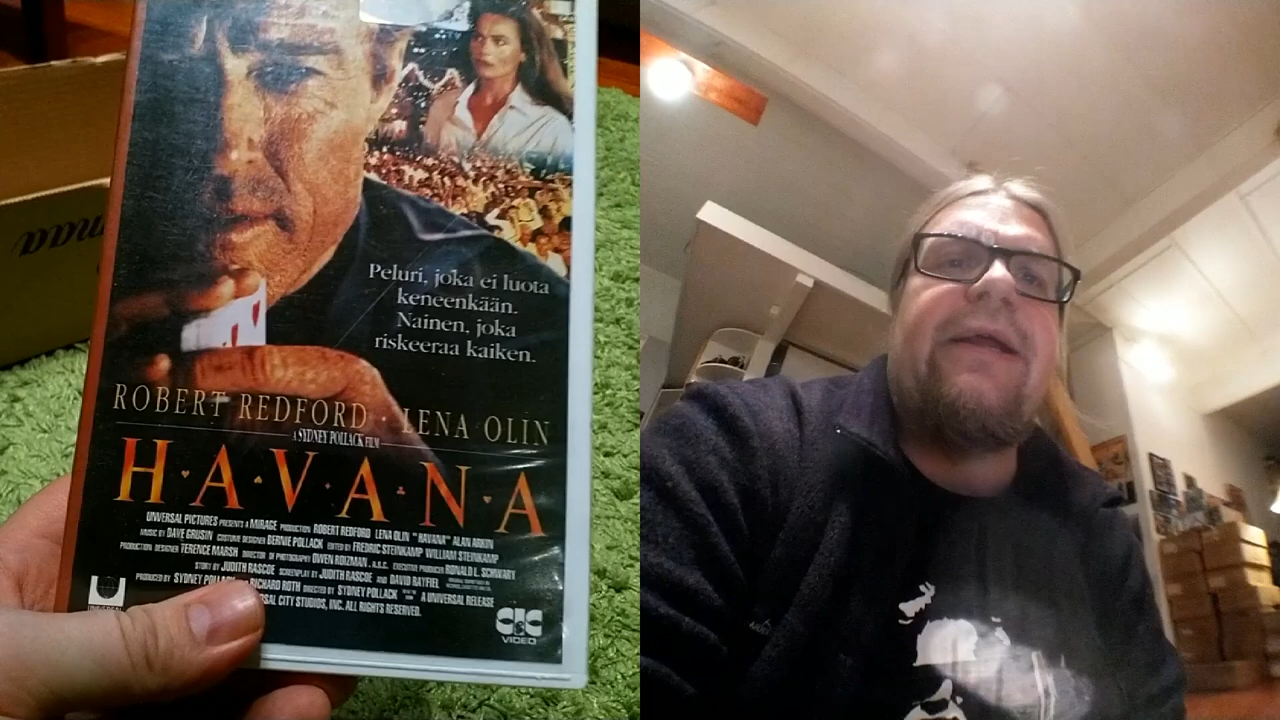 maa
Peluri, joka ei luota
keneenkään.
Nainen, joka
riskeeraa kaiken.
ROBERT REDFORD · LENA OLIN
A SYDNEY POLLACK FILM
HAVANA
UNIVERSAL PICTURES PRESENTS A MIRAGE PRODUCTION ROBERT REDFORD LENA OLIN "HAVANA" ALAN ARKIN
MUSIC BY DAVE GRUSIN COSTUME DESIGNER BERNIE POLLACK EDITED BY FREDRIC STEINKAMP WILLIAM STEINKAMP
PRODUCTION DESIGNER TERENCE MARSH DIRECTOR OF PHOTOGRAPHY OWEN ROIZMAN, A.S.C. EXECUTIVE PRODUCER RONALD L. SCHWARY
STORY BY JUDITH RASCOE SCREENPLAY BY JUDITH RASCOE AND DAVID RAYFIEL
PRODUCED BY SYDNEY RICHARD ROTH DIRECTED BY SYDNEY POLLACK A UNIVERSAL RELEASE
CITY STUDIOS, INC. ALL RIGHTS RESERVED.
UNIVERSAL
CIC
VIDEO